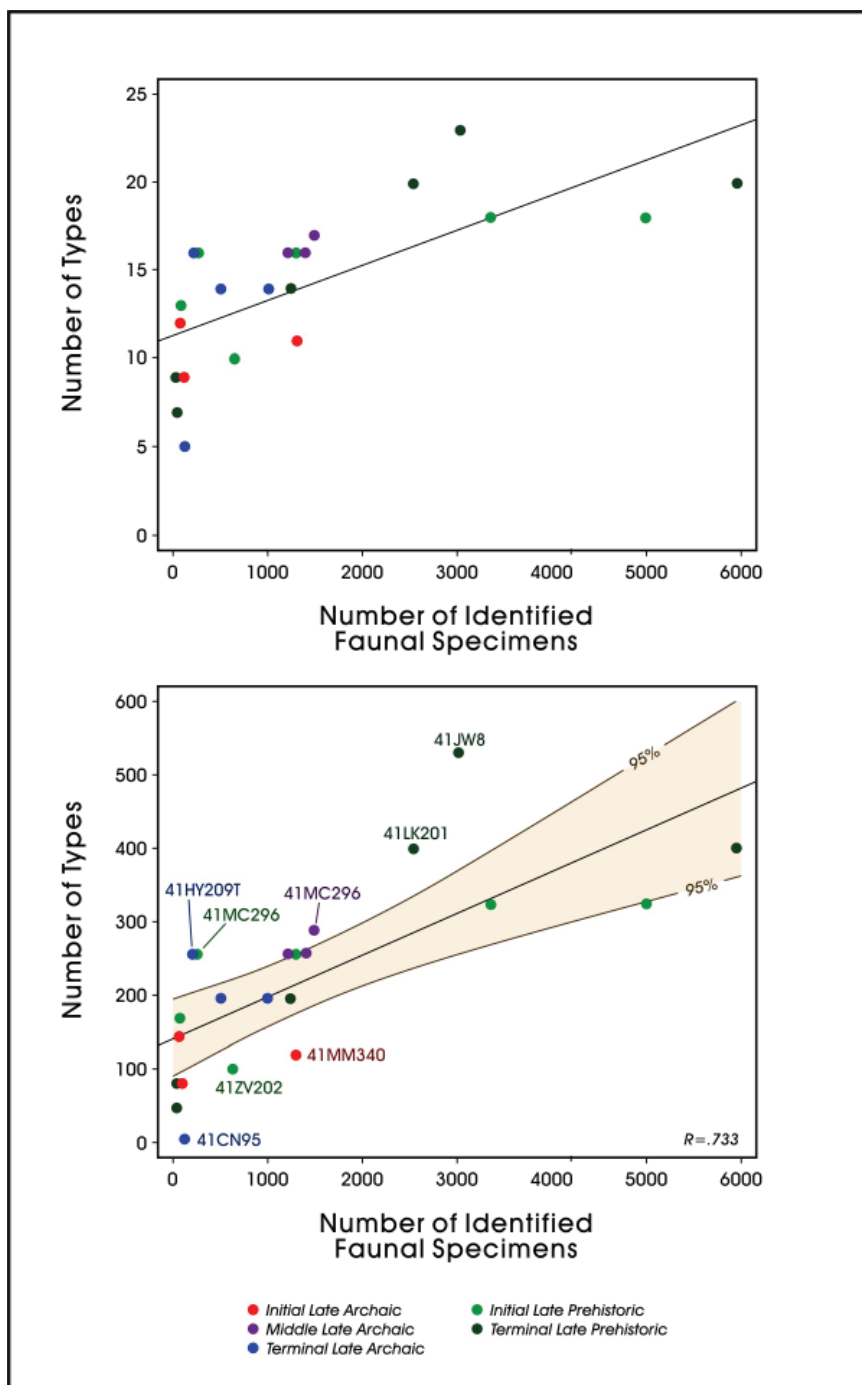 25
20
15
10
5
0
Number of Types
0 1000 2000 3000 4000 5000 6000
Number of Identified
Faunal Specimens
600
500
400
300
200
100
0
Number of Types
41JW8
95%
41LK201
41HY209T
41MC296
41MC296
95%
41MM340
41ZV202
41CN95
R=.733
0 1000 2000 3000 4000 5000 6000
Number of Identified
Faunal Specimens
Initial Late Archaic
Middle Late Archaic
Terminal Late Archaic
Initial Late Prehistoric
Terminal Late Prehistoric